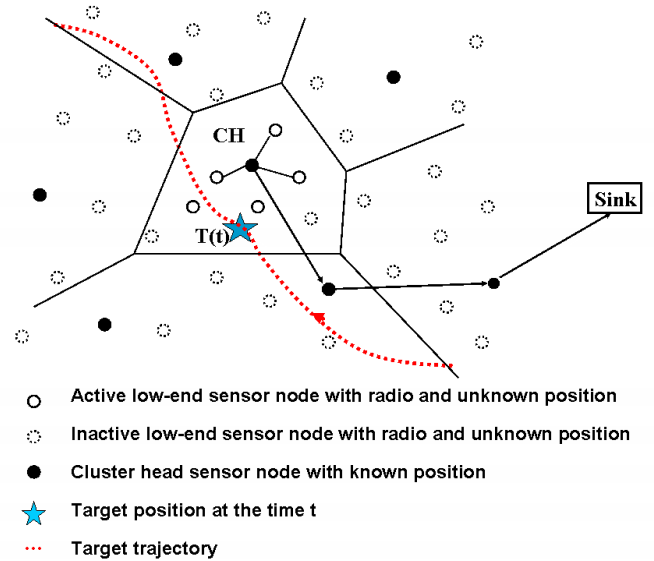 CH
Sink
T(t)
Active low-end sensor node with radio and unknown position
Inactive low-end sensor node with radio and unknown position
Cluster head sensor node with known position
Target position at the time t
Target trajectory